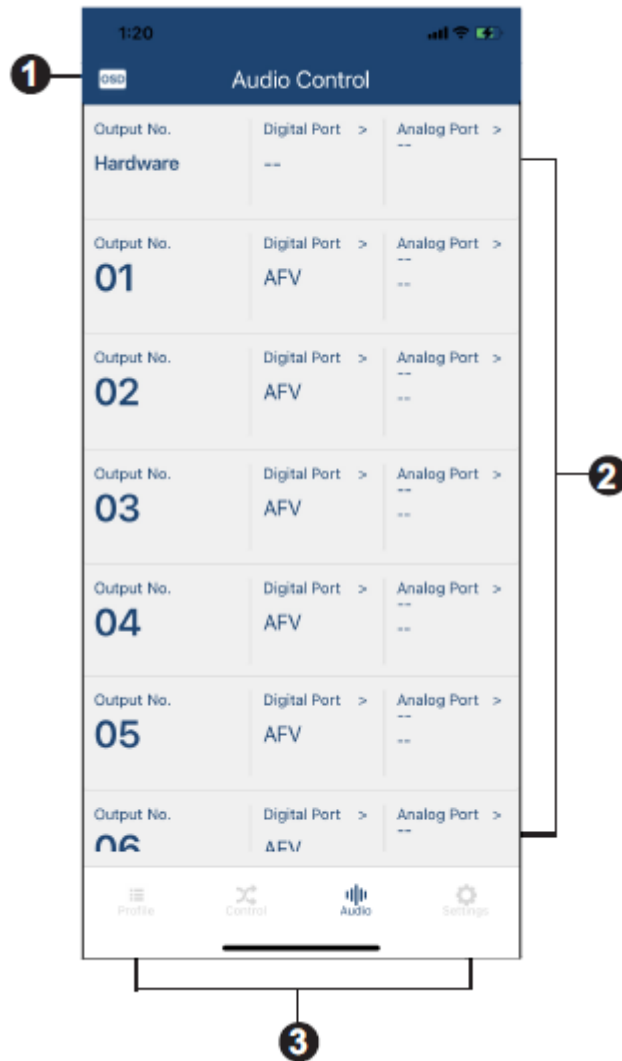 1:20
1
OSD
Audio Control
Output No. Digital Port > Analog Port >
--
Hardware --
Output No. Digital Port > Analog Port >
--
01 AFV --
Output No. Digital Port > Analog Port >
--
02 AFV --
2
Output No. Digital Port > Analog Port >
--
03 AFV --
Output No. Digital Port > Analog Port >
--
04 AFV --
Output No. Digital Port > Analog Port >
--
05 AFV --
Output No. Digital Port > Analog Port >
--
06 AFV
Profile Control Audio Settings
3